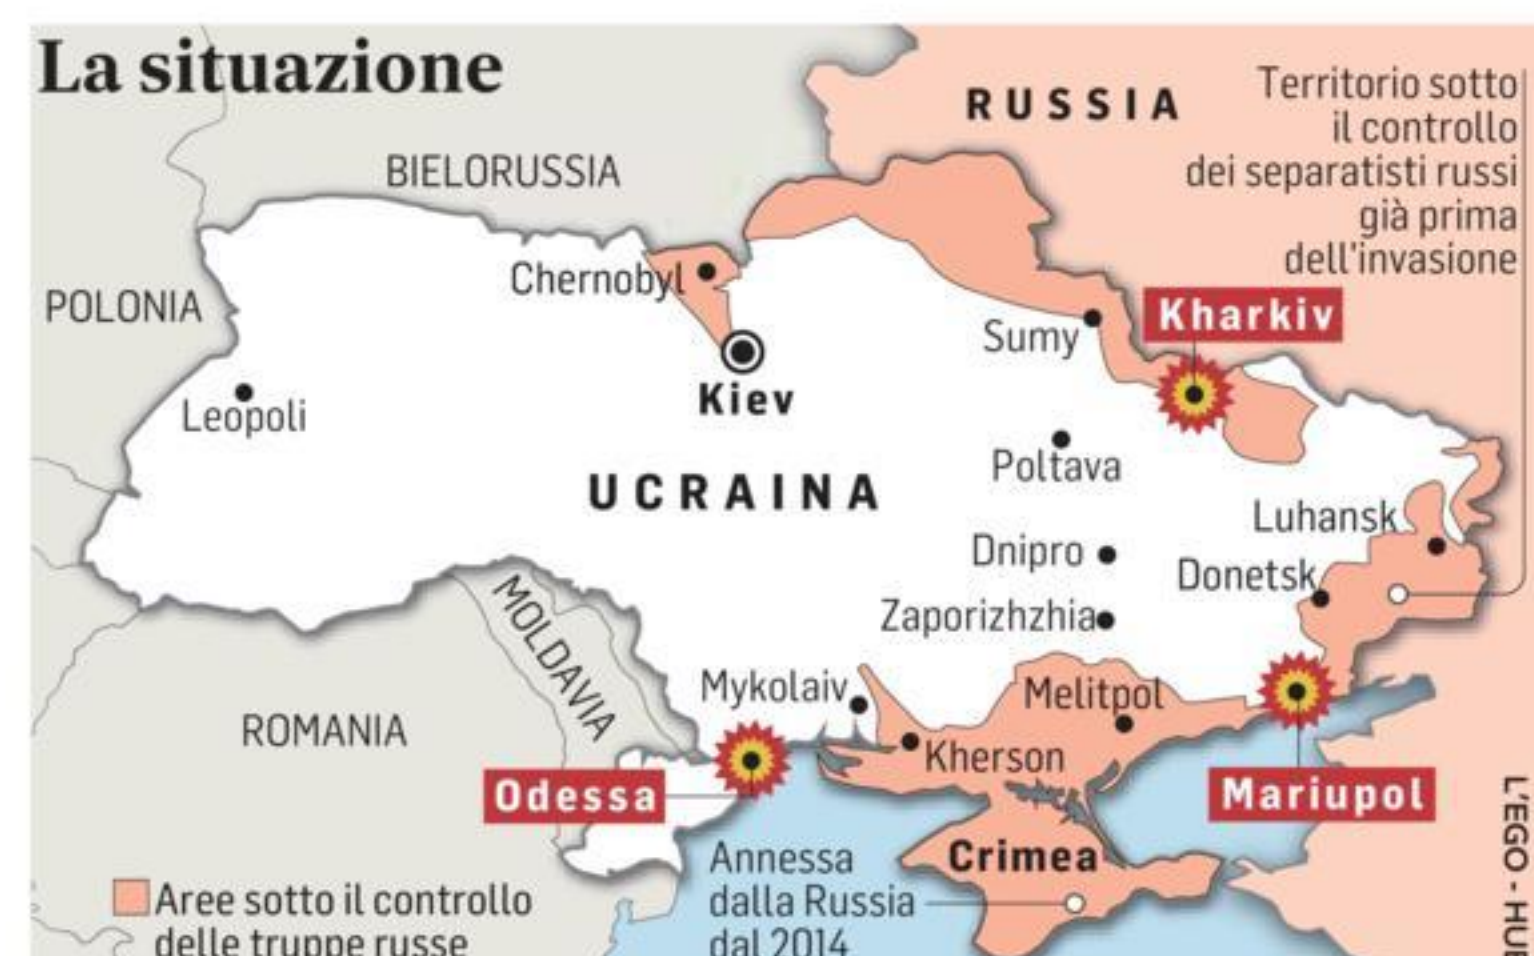 La situazione
RUSSIA
Territorio sotto
il controllo
dei separatisti russi
già prima
dell'invasione
BIELORUSSIA
POLONIA
Chernobyl
Kharkiv
Sumy
Kiev
Leopoli
Poltava
UCRAINA
Luhansk
Dnipro
Donetsk
Zaporizhzhia
MOLDAVIA
Mykolaiv
Melitpol
ROMANIA
Kherson
Odessa
Mariupol
Crimea
Annessa
dalla Russia
dal 2014
Aree sotto il controllo
delle truppe russe
L'EGO - HUB